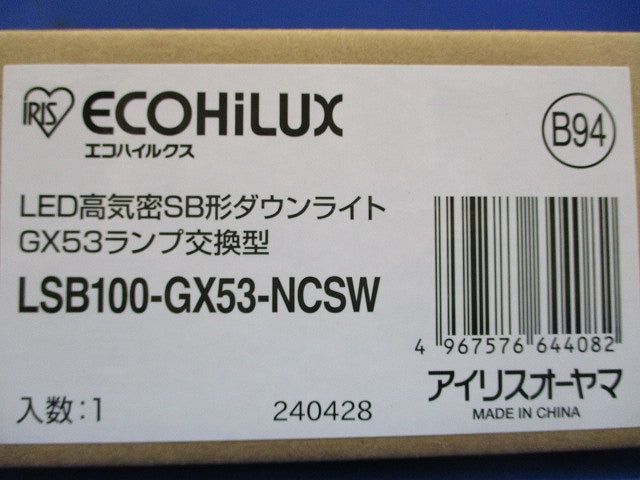 IRIS ECOHiLUX
エコハイルクス
B94
LED高気密SB形ダウンライト
GX53ランプ交換型
LSB100-GX53-NCSW
4 967576 644082
アイリスオーヤマ
MADE IN CHINA
入数:1
240428